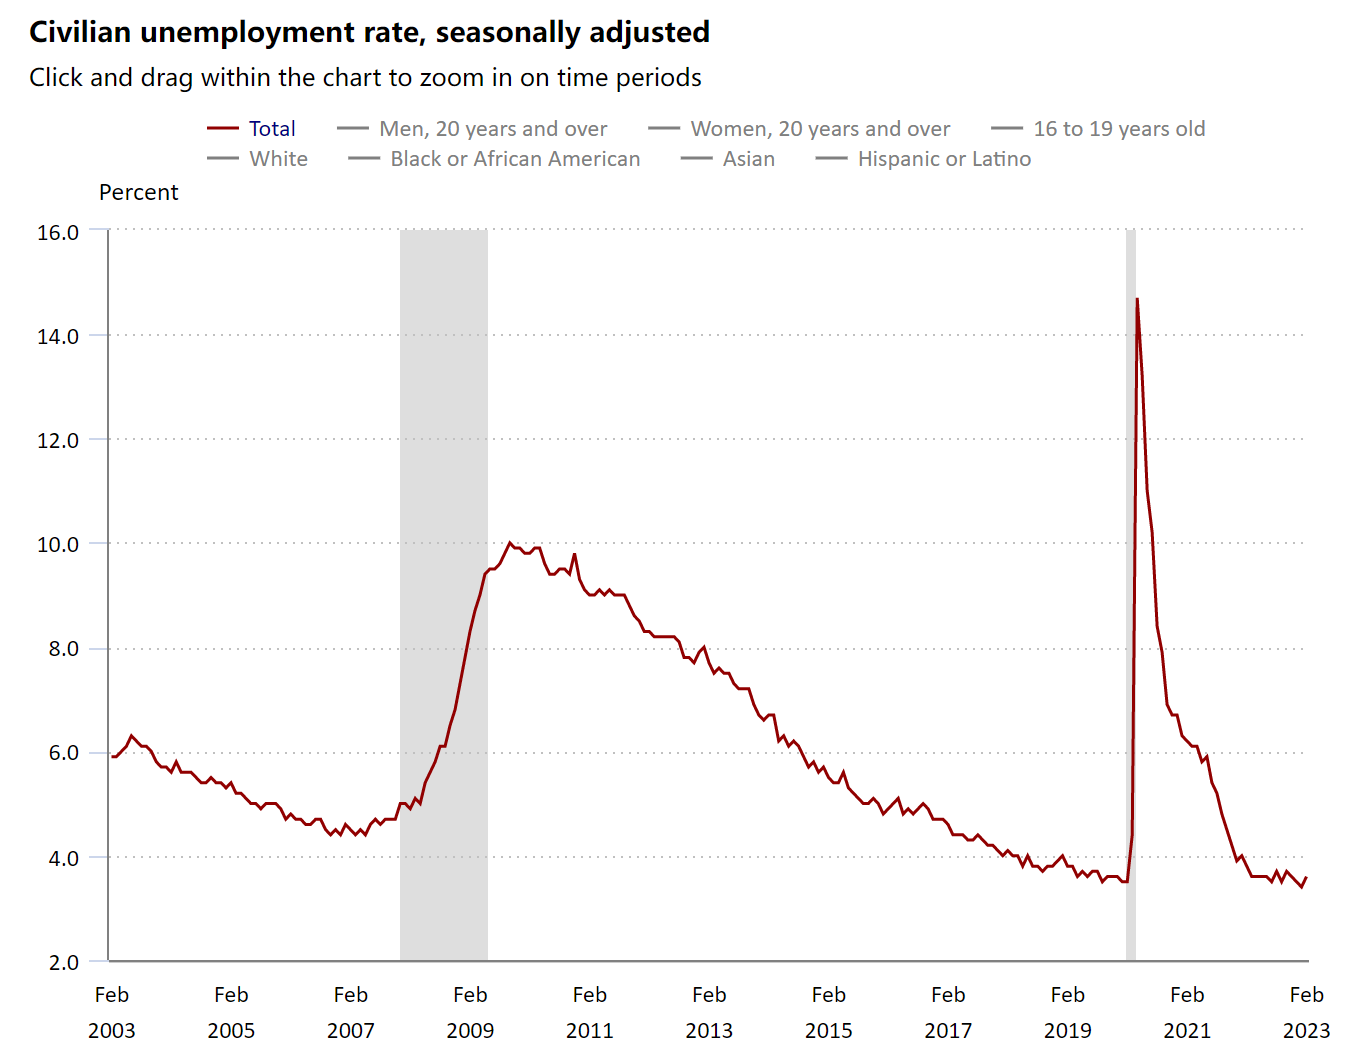 Civilian unemployment rate, seasonally adjusted
Click and drag within the chart to zoom in on time periods
Total Men, 20 years and over Women, 20 years and over 16 to 19 years old
White Black or African American Asian Hispanic or Latino
Percent
16.0
14.0
12.0
10.0
8.0
6.0
4.0
2.0
Feb Feb Feb Feb Feb Feb Feb Feb Feb Feb Feb
2003 2005 2007 2009 2011 2013 2015 2017 2019 2021 2023